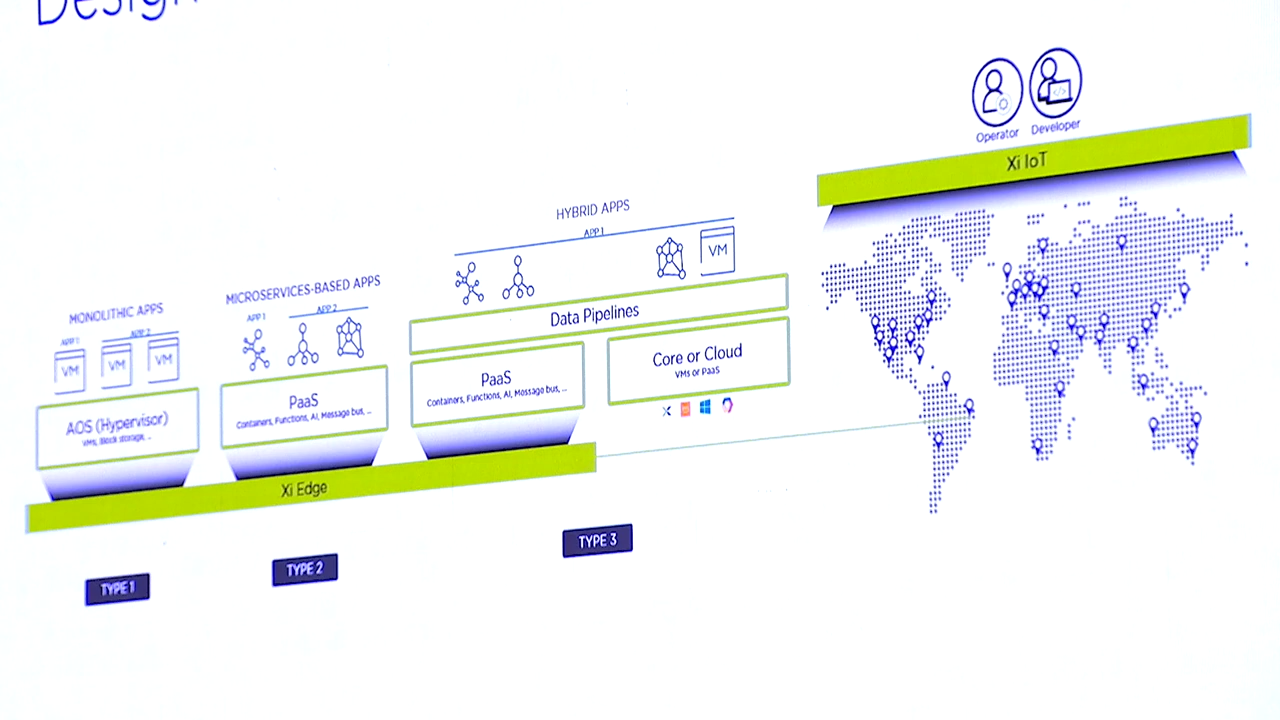 Design
Operator
Developer
Xi IoT
HYBRID APPS
APP 1
VM
Data Pipelines
PaaS
Containers, Functions, AI, Message bus, ...
Core or Cloud
VMs or PaaS
MICROSERVICES-BASED APPS
APP 1
APP 2
PaaS
Containers, Functions, AI, Message bus, ...
MONOLITHIC APPS
APP 1
APP 2
VM
VM
VM
AOS (Hypervisor)
VMs, Block storage, ...
Xi Edge
TYPE 1
TYPE 2
TYPE 3